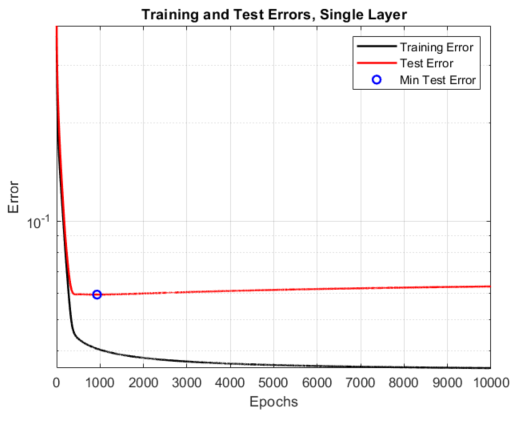 Training and Test Errors, Single Layer
Training Error
Test Error
Min Test Error
Error
10^-1
0 1000 2000 3000 4000 5000 6000 7000 8000 9000 10000
Epochs